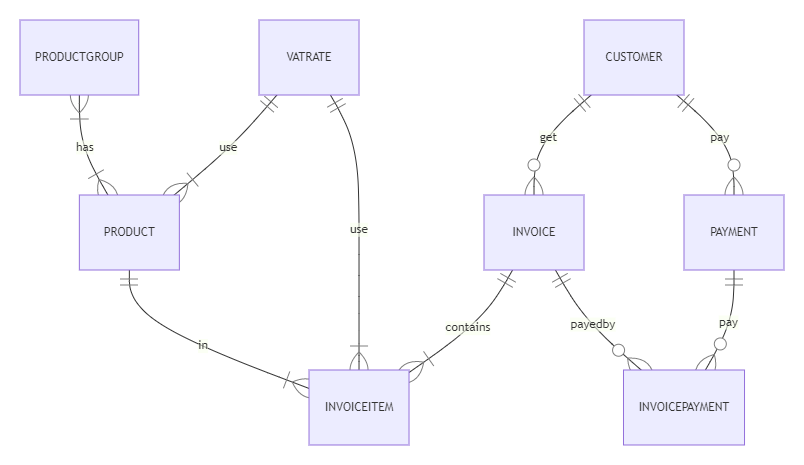 PRODUCTGROUP
VATRATE
CUSTOMER
has
use
get
pay
PRODUCT
use
INVOICE
PAYMENT
in
contains
payedby
pay
INVOICEITEM
INVOICEPAYMENT